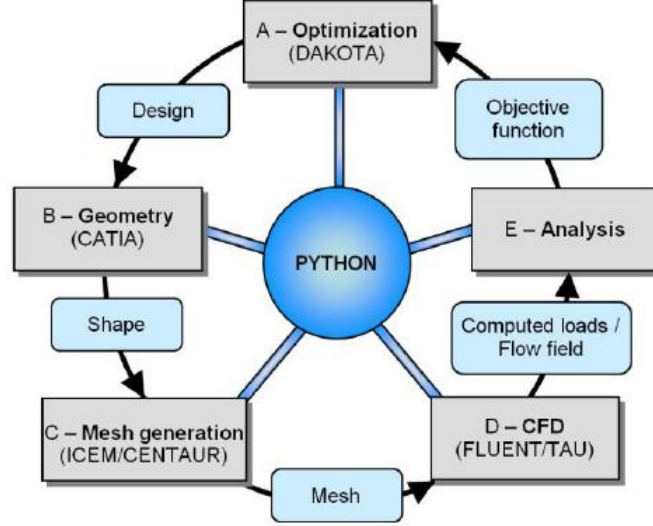 A – Optimization
(DAKOTA)
Design
Objective
function
B – Geometry
(CATIA)
PYTHON
E – Analysis
Shape
Computed loads /
Flow field
C – Mesh generation
(ICEM/CENTAUR)
D – CFD
(FLUENT/TAU)
Mesh